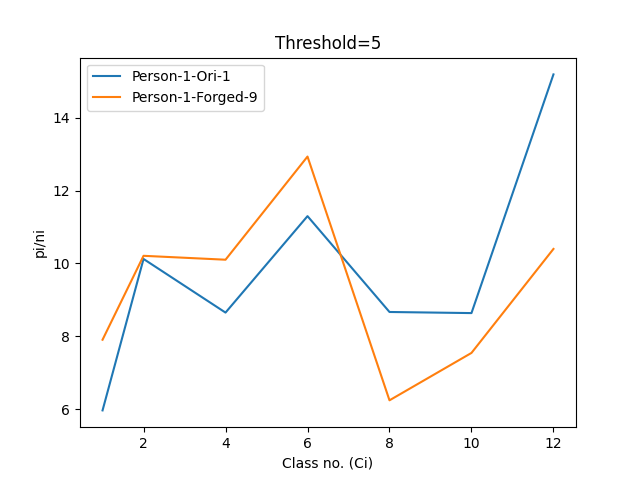 Threshold=5
Person-1-Ori-1
Person-1-Forged-9
14
12
10
8
6
pi/ni
2 4 6 8 10 12
Class no. (Ci)